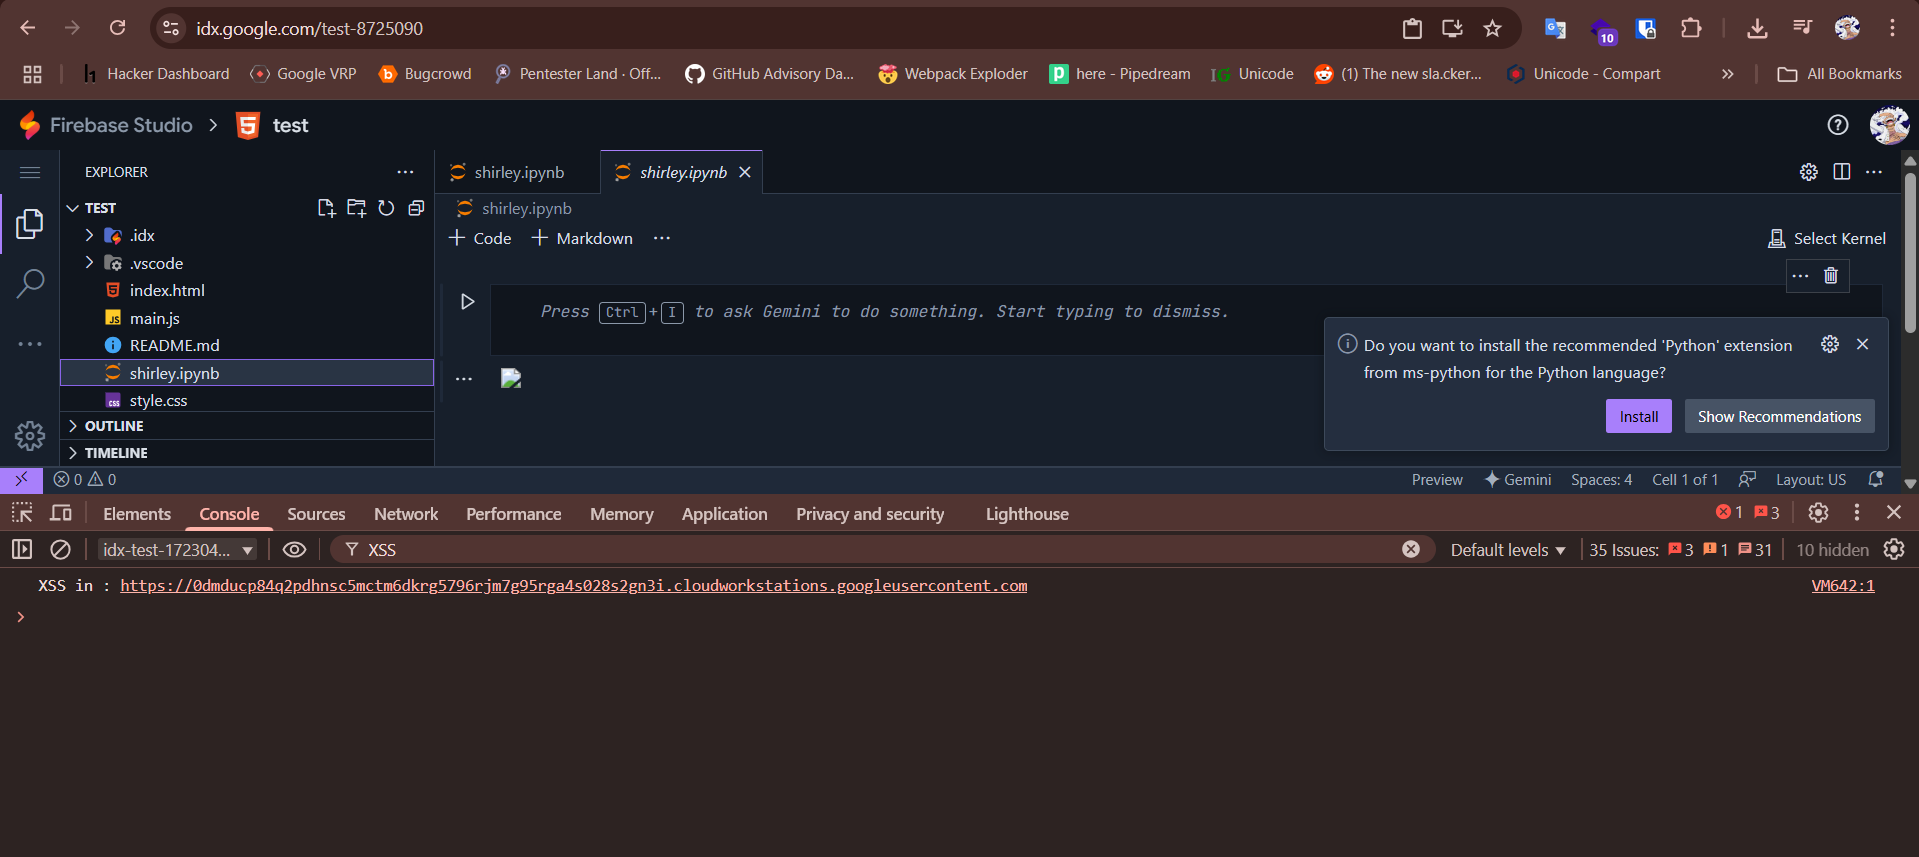 idx.google.com/test-8725090
10
Hacker Dashboard
Google VRP
Bugcrowd
Pentester Land · Off...
GitHub Advisory Da...
Webpack Exploder
here - Pipedream
Unicode
(1) The new sla.cker...
Unicode - Compart
»
All Bookmarks
Firebase Studio > test
EXPLORER
shirley.ipynb
shirley.ipynb
TEST
shirley.ipynb
.idx
+ Code
+ Markdown
Select Kernel
.vscode
index.html
Press Ctrl + I to ask Gemini to do something. Start typing to dismiss.
main.js
README.md
Do you want to install the recommended 'Python' extension
from ms-python for the Python language?
shirley.ipynb
style.css
Install
Show Recommendations
OUTLINE
TIMELINE
0 0
Preview
Gemini
Spaces: 4
Cell 1 of 1
Layout: US
Elements
Console
Sources
Network
Performance
Memory
Application
Privacy and security
Lighthouse
1
3
idx-test-172304...
XSS
Default levels
35 Issues:
3
1
31
10 hidden
XSS in : https://0dmducp84q2pdhnsc5mctm6dkrg5796rjm7g95rga4s028s2gn3i.cloudworkstations.googleusercontent.com
VM642:1
>